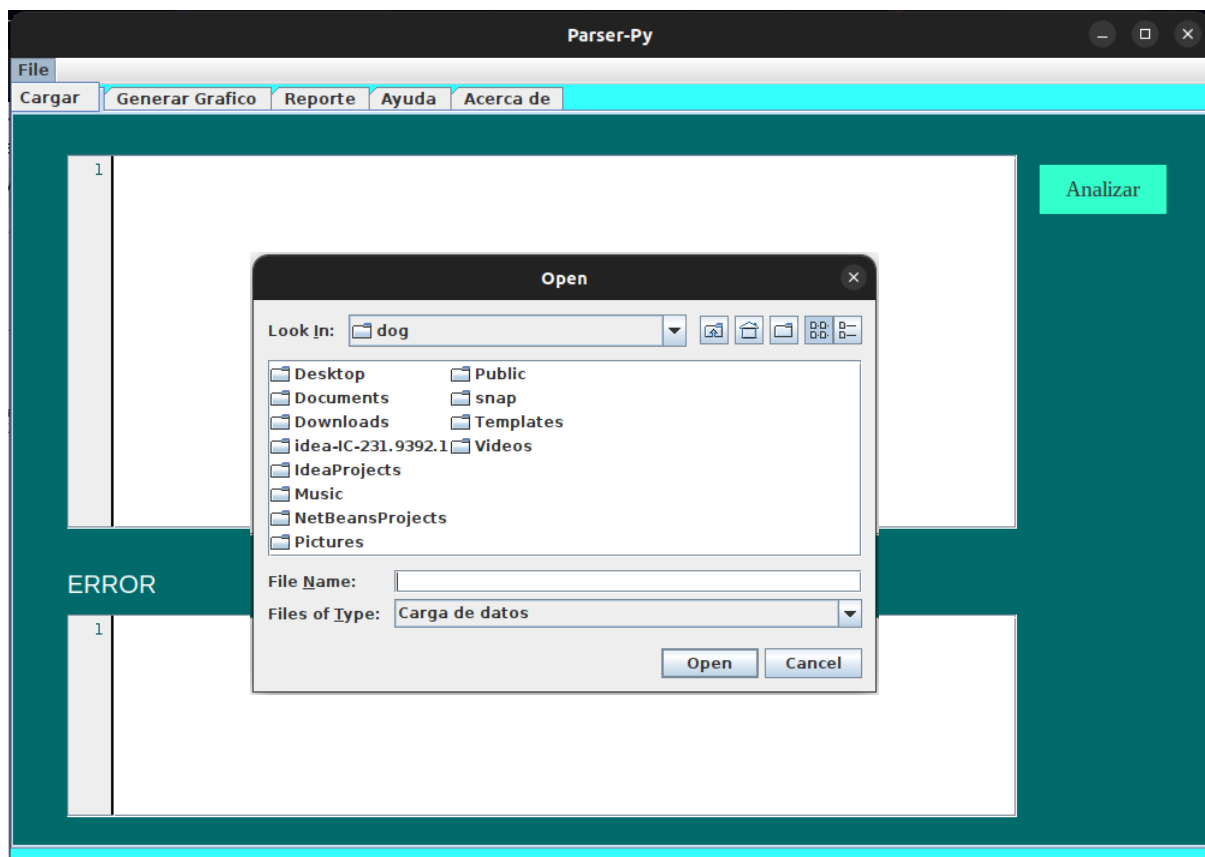 Parser-Py
File
Cargar Generar Grafico Reporte Ayuda Acerca de
1
Analizar
Open
Look In: dog
Desktop Public
Documents snap
Downloads Templates
idea-IC-231.9392.1 Videos
IdeaProjects
Music
NetBeansProjects
Pictures
File Name:
Files of Type: Carga de datos
Open Cancel
ERROR
1